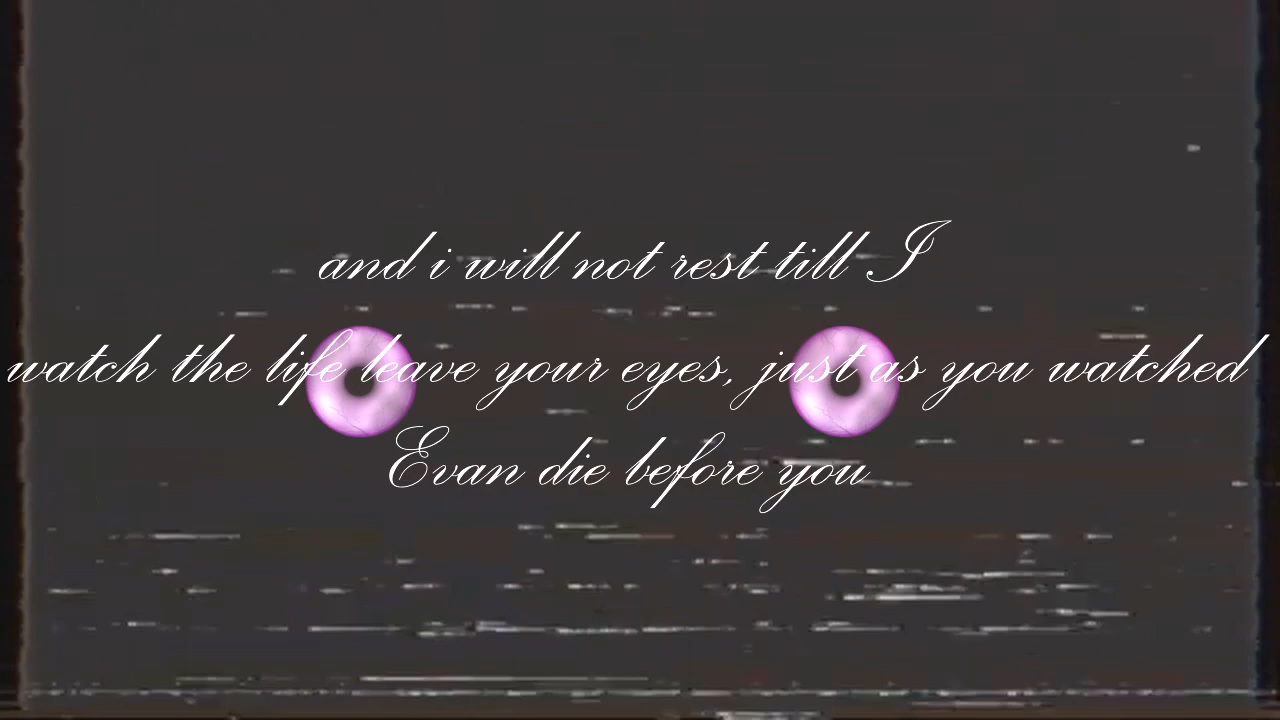 and i will not rest till I
watch the life leave your eyes, just as you watched
Evan die before you